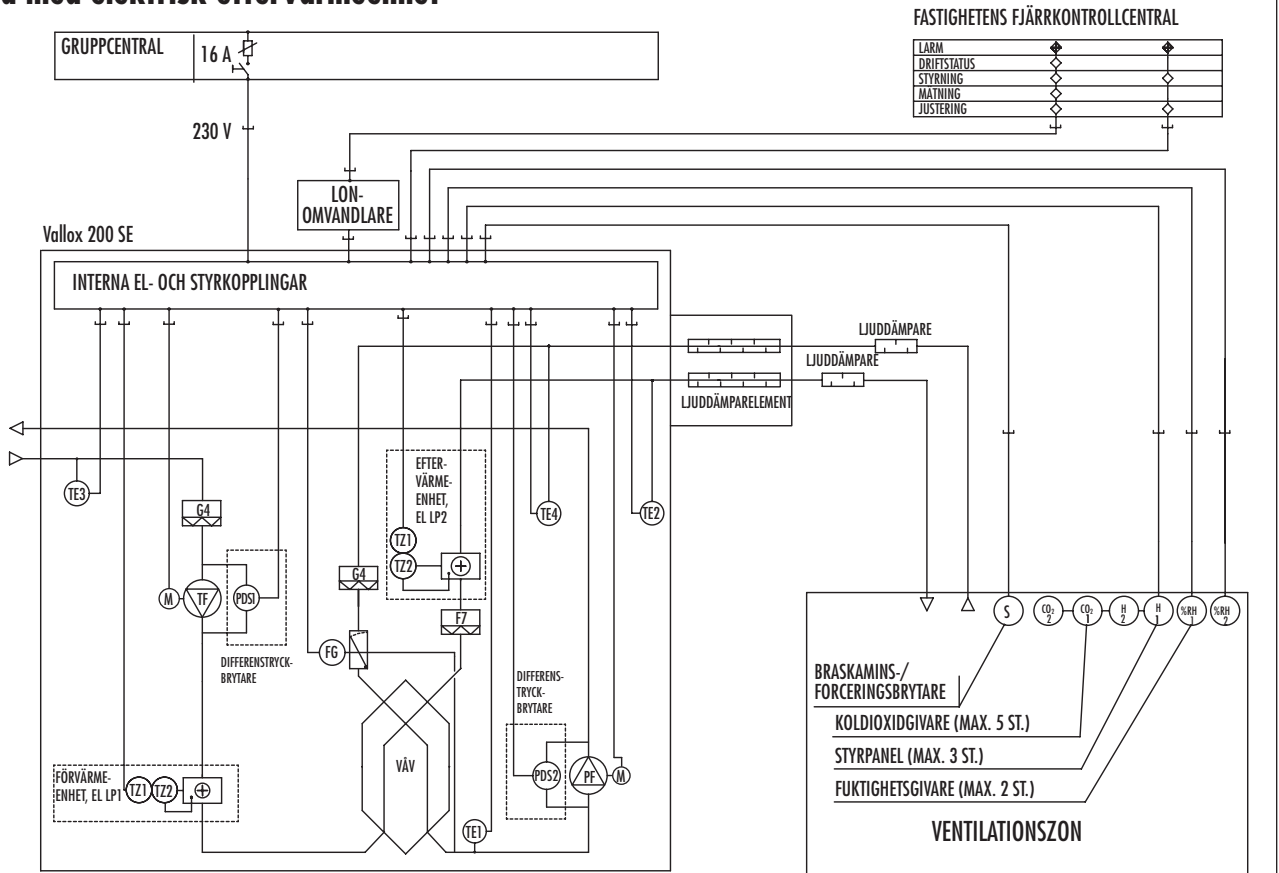 GRUPPCENTRAL
16 A
230 V
FASTIGHETENS FJÄRRKONTROLLCENTRAL
LARM
DRIFTSTATUS
STYRNING
MÄTNING
JUSTERING
LON-
OMVANDLARE
Vallox 200 SE
INTERNA EL- OCH STYRKOPPLINGAR
LJUDDÄMPARE
LJUDDÄMPARE
LJUDDÄMPARELEMENT
TE3
G4
M
TF
PDS1
DIFFERENSTRYCK-
BRYTARE
FÖRVÄRME-
ENHET, EL LP1
TZ1
TZ2
EFTER-
VÄRME-
ENHET,
EL LP2
TZ1
TZ2
G4
F7
FG
VÅV
TE4
TE2
DIFFERENS-
TRYCK-
BRYTARE
PDS2
PF
M
TE1
S
CO2 2
CO2 1
H 2
H 1
%RH 1
%RH 2
BRASKAMINS-/
FORCERINGSBRYTARE
KOLDIOXIDGIVARE (MAX. 5 ST.)
STYRPANEL (MAX. 3 ST.)
FUKTIGHETSGIVARE (MAX. 2 ST.)
VENTILATIONSZON